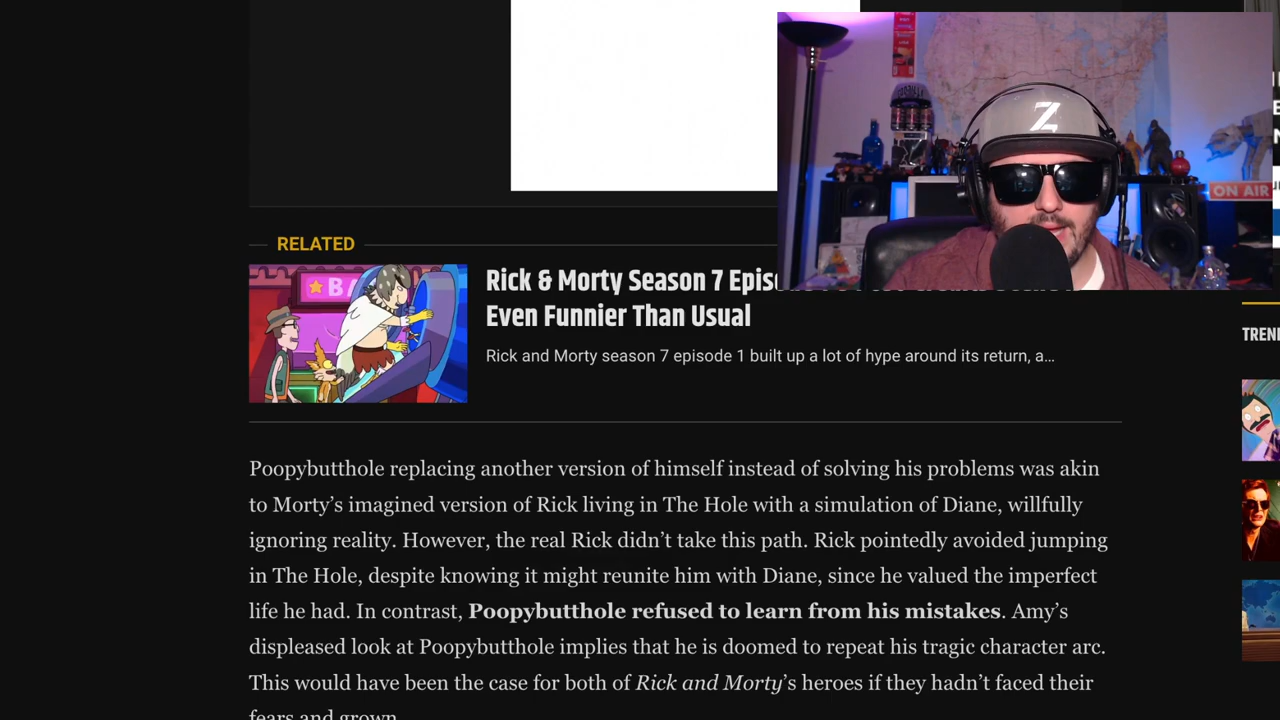 Z
ON AIR
RELATED
BA
Rick & Morty Season 7
Even Funnier Than Usual
Rick and Morty season 7 episode 1 built up a lot of hype around its return, a...
Poopybutthole replacing another version of himself instead of solving his problems was akin
to Morty’s imagined version of Rick living in The Hole with a simulation of Diane, willfully
ignoring reality. However, the real Rick didn’t take this path. Rick pointedly avoided jumping
in The Hole, despite knowing it might reunite him with Diane, since he valued the imperfect
life he had. In contrast, Poopybutthole refused to learn from his mistakes. Amy’s
displeased look at Poopybutthole implies that he is doomed to repeat his tragic character arc.
This would have been the case for both of Rick and Morty’s heroes if they hadn’t faced their
fears and grown.
TREND